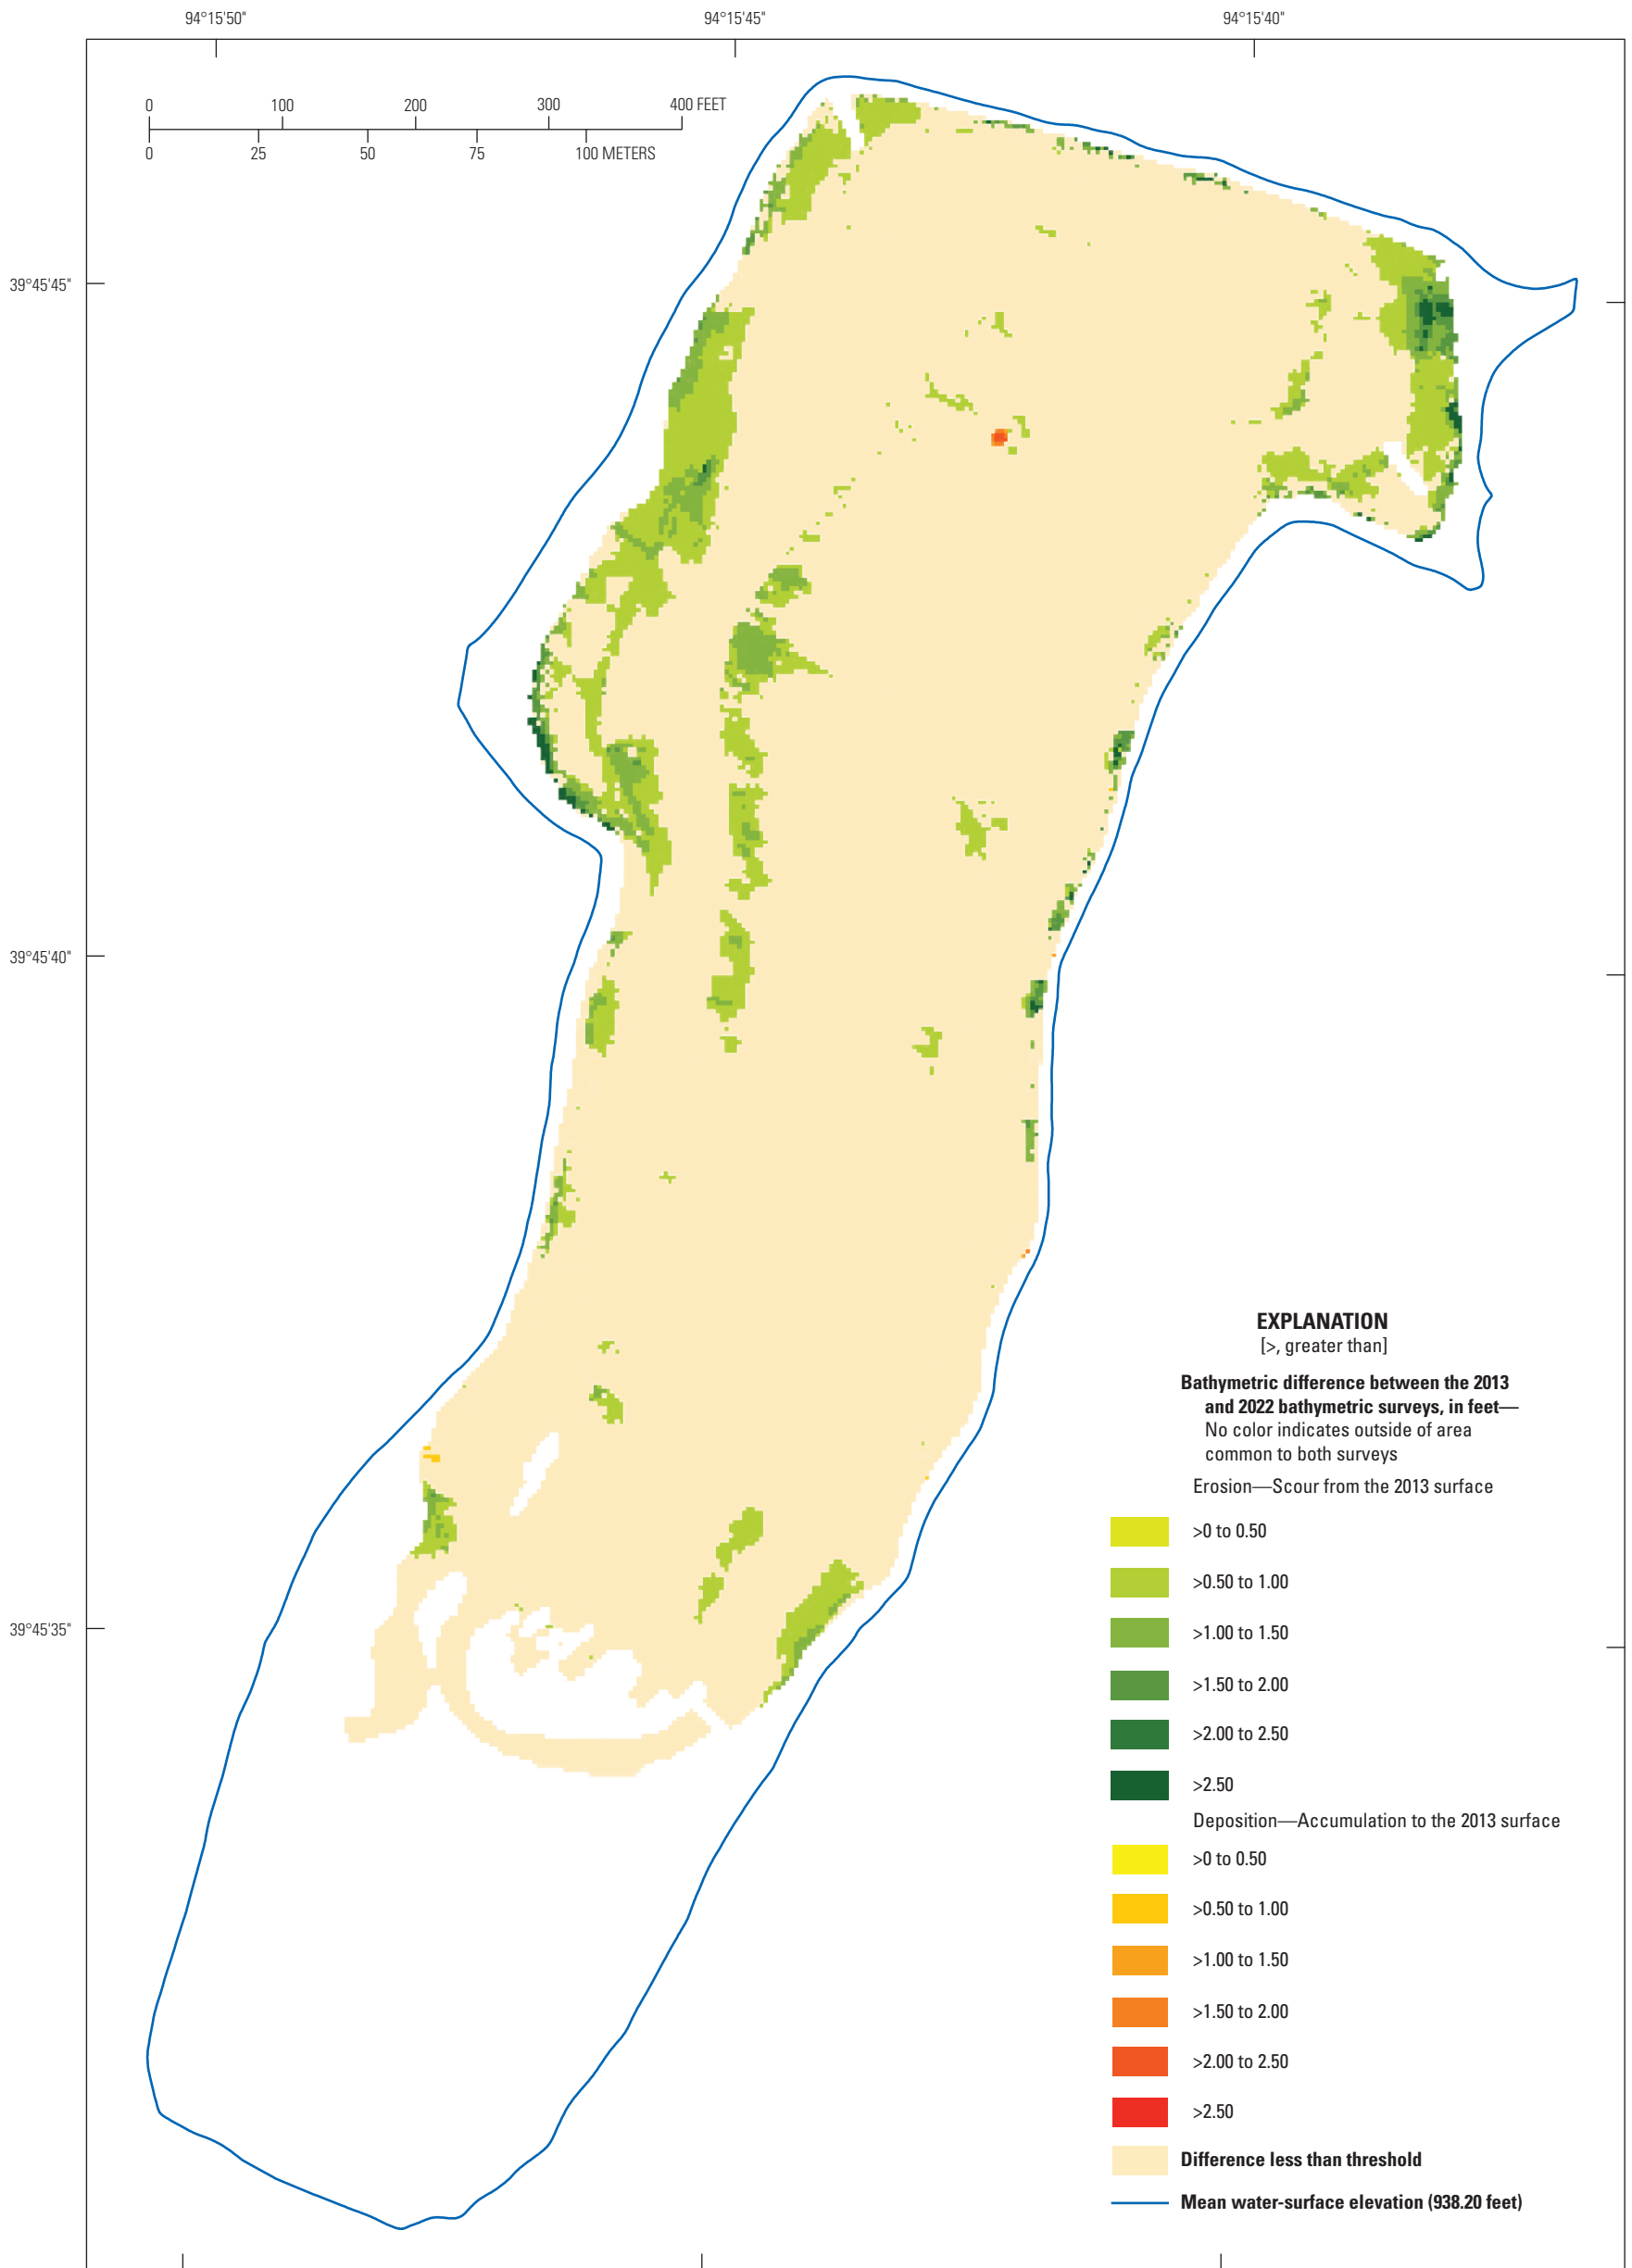 94°15'50" 94°15'45" 94°15'40"
0 100 200 300 400 FEET
0 25 50 75 100 METERS
39°45'45"
39°45'40"
39°45'35"
EXPLANATION
[>, greater than]
Bathymetric difference between the 2013
and 2022 bathymetric surveys, in feet—
No color indicates outside of area
common to both surveys
Erosion—Scour from the 2013 surface
>0 to 0.50
>0.50 to 1.00
>1.00 to 1.50
>1.50 to 2.00
>2.00 to 2.50
>2.50
Deposition—Accumulation to the 2013 surface
>0 to 0.50
>0.50 to 1.00
>1.00 to 1.50
>1.50 to 2.00
>2.00 to 2.50
>2.50
Difference less than threshold
Mean water-surface elevation (938.20 feet)